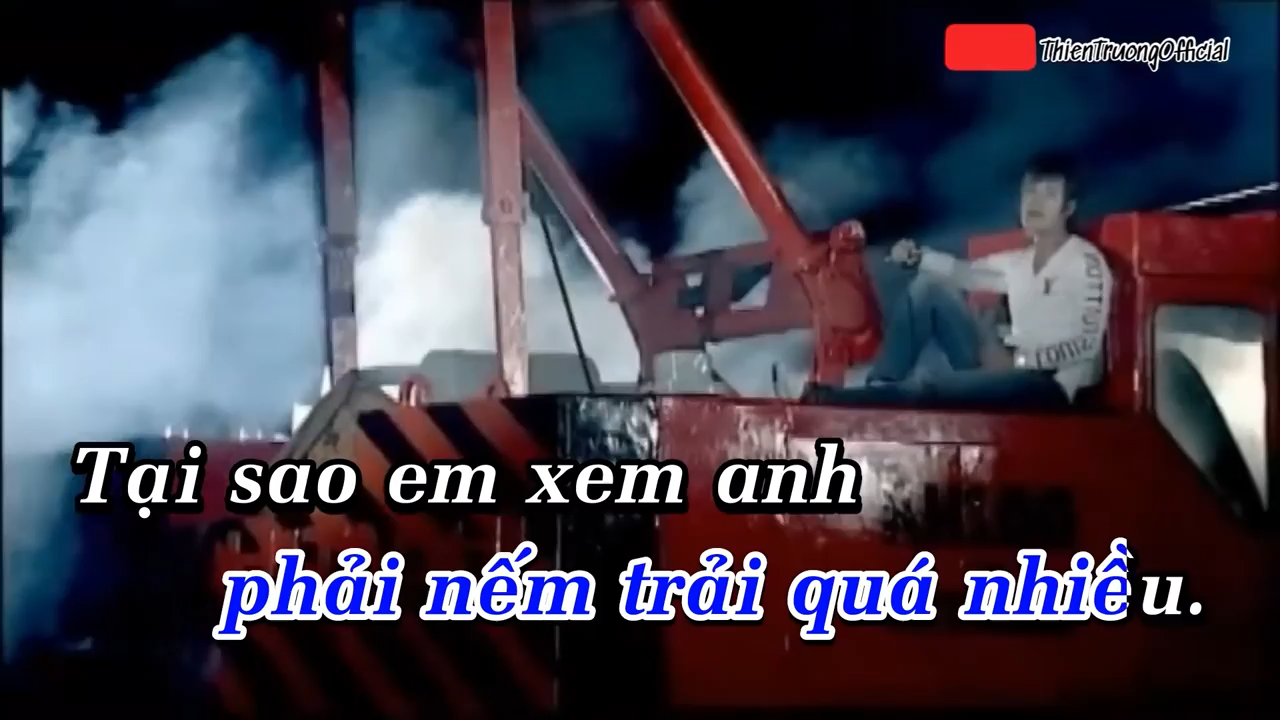 ThienTruongOfficial
Tại sao em xem anh
phải nếm trải quá nhiều.